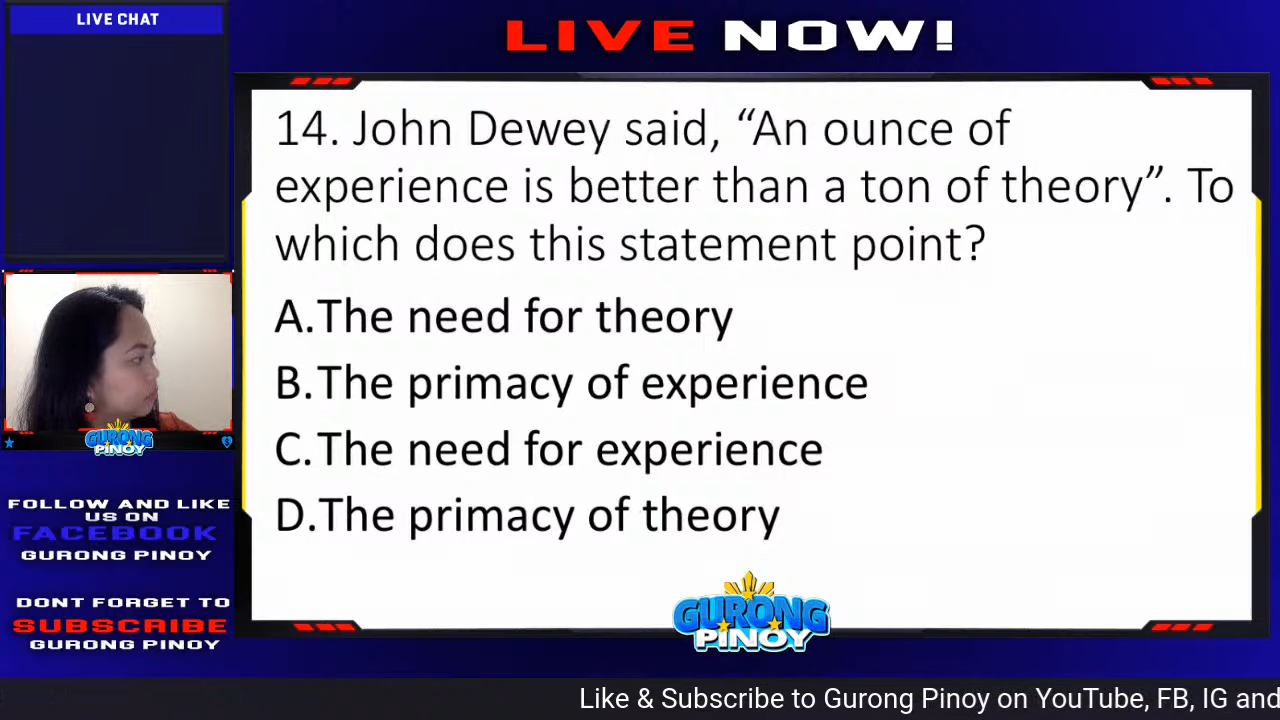 LIVE CHAT
LIVE NOW!
14. John Dewey said, “An ounce of
experience is better than a ton of theory”. To
which does this statement point?
A.The need for theory
B.The primacy of experience
C.The need for experience
D.The primacy of theory
GURONG
PINOY
FOLLOW AND LIKE
US ON
FACEBOOK
GURONG PINOY
DONT FORGET TO
SUBSCRIBE
GURONG PINOY
GURONG
PINOY
Like & Subscribe to Gurong Pinoy on YouTube, FB, IG and